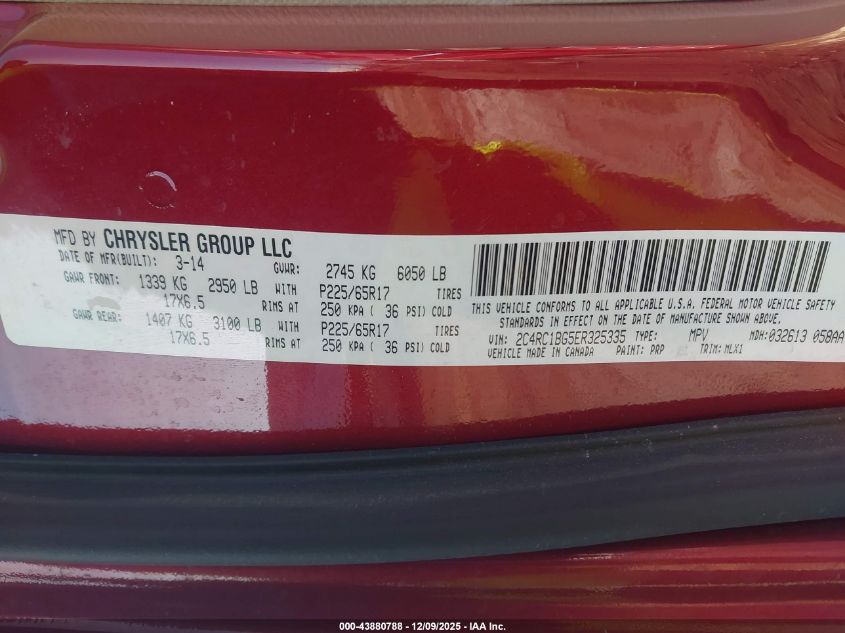 MFD BY CHRYSLER GROUP LLC
DATE OF MFR(BUILT): 3-14 GVWR: 2745 KG 6050 LB
GAWR FRONT: 1339 KG 2950 LB WITH P225/65R17 TIRES
17X6.5 RIMS AT 250 KPA ( 36 PSI) COLD
GAWR REAR: 1407 KG 3100 LB WITH P225/65R17 TIRES
17X6.5 RIMS AT 250 KPA ( 36 PSI) COLD
THIS VEHICLE CONFORMS TO ALL APPLICABLE U.S.A. FEDERAL MOTOR VEHICLE SAFETY
STANDARDS IN EFFECT ON THE DATE OF MANUFACTURE SHOWN ABOVE.
VIN: 2C4RC1BG5ER325335 TYPE: MPV MDH:032613 058AA
VEHICLE MADE IN CANADA PAINT: PRP TRIM: MLX1
000-43880788 - 12/09/2025 - IAA Inc.